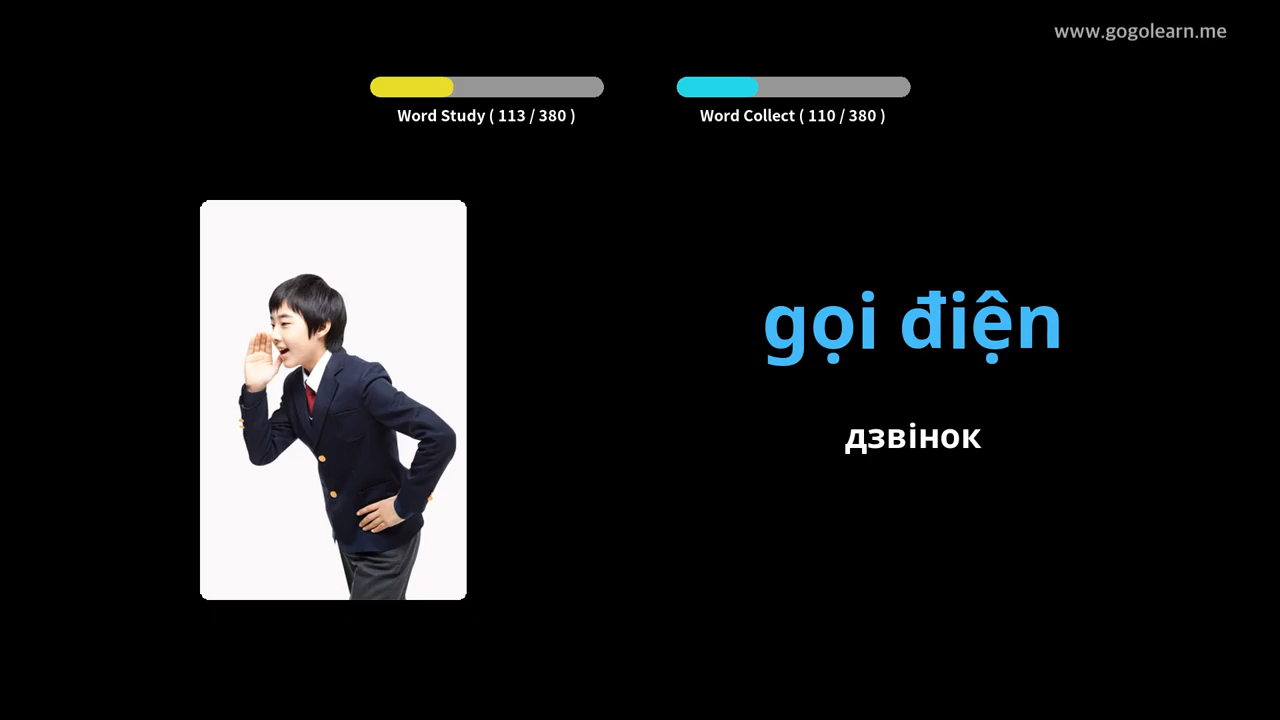 www.gogolearn.me
Word Study ( 113 / 380 )
Word Collect ( 110 / 380 )
gọi điện
дзвінок